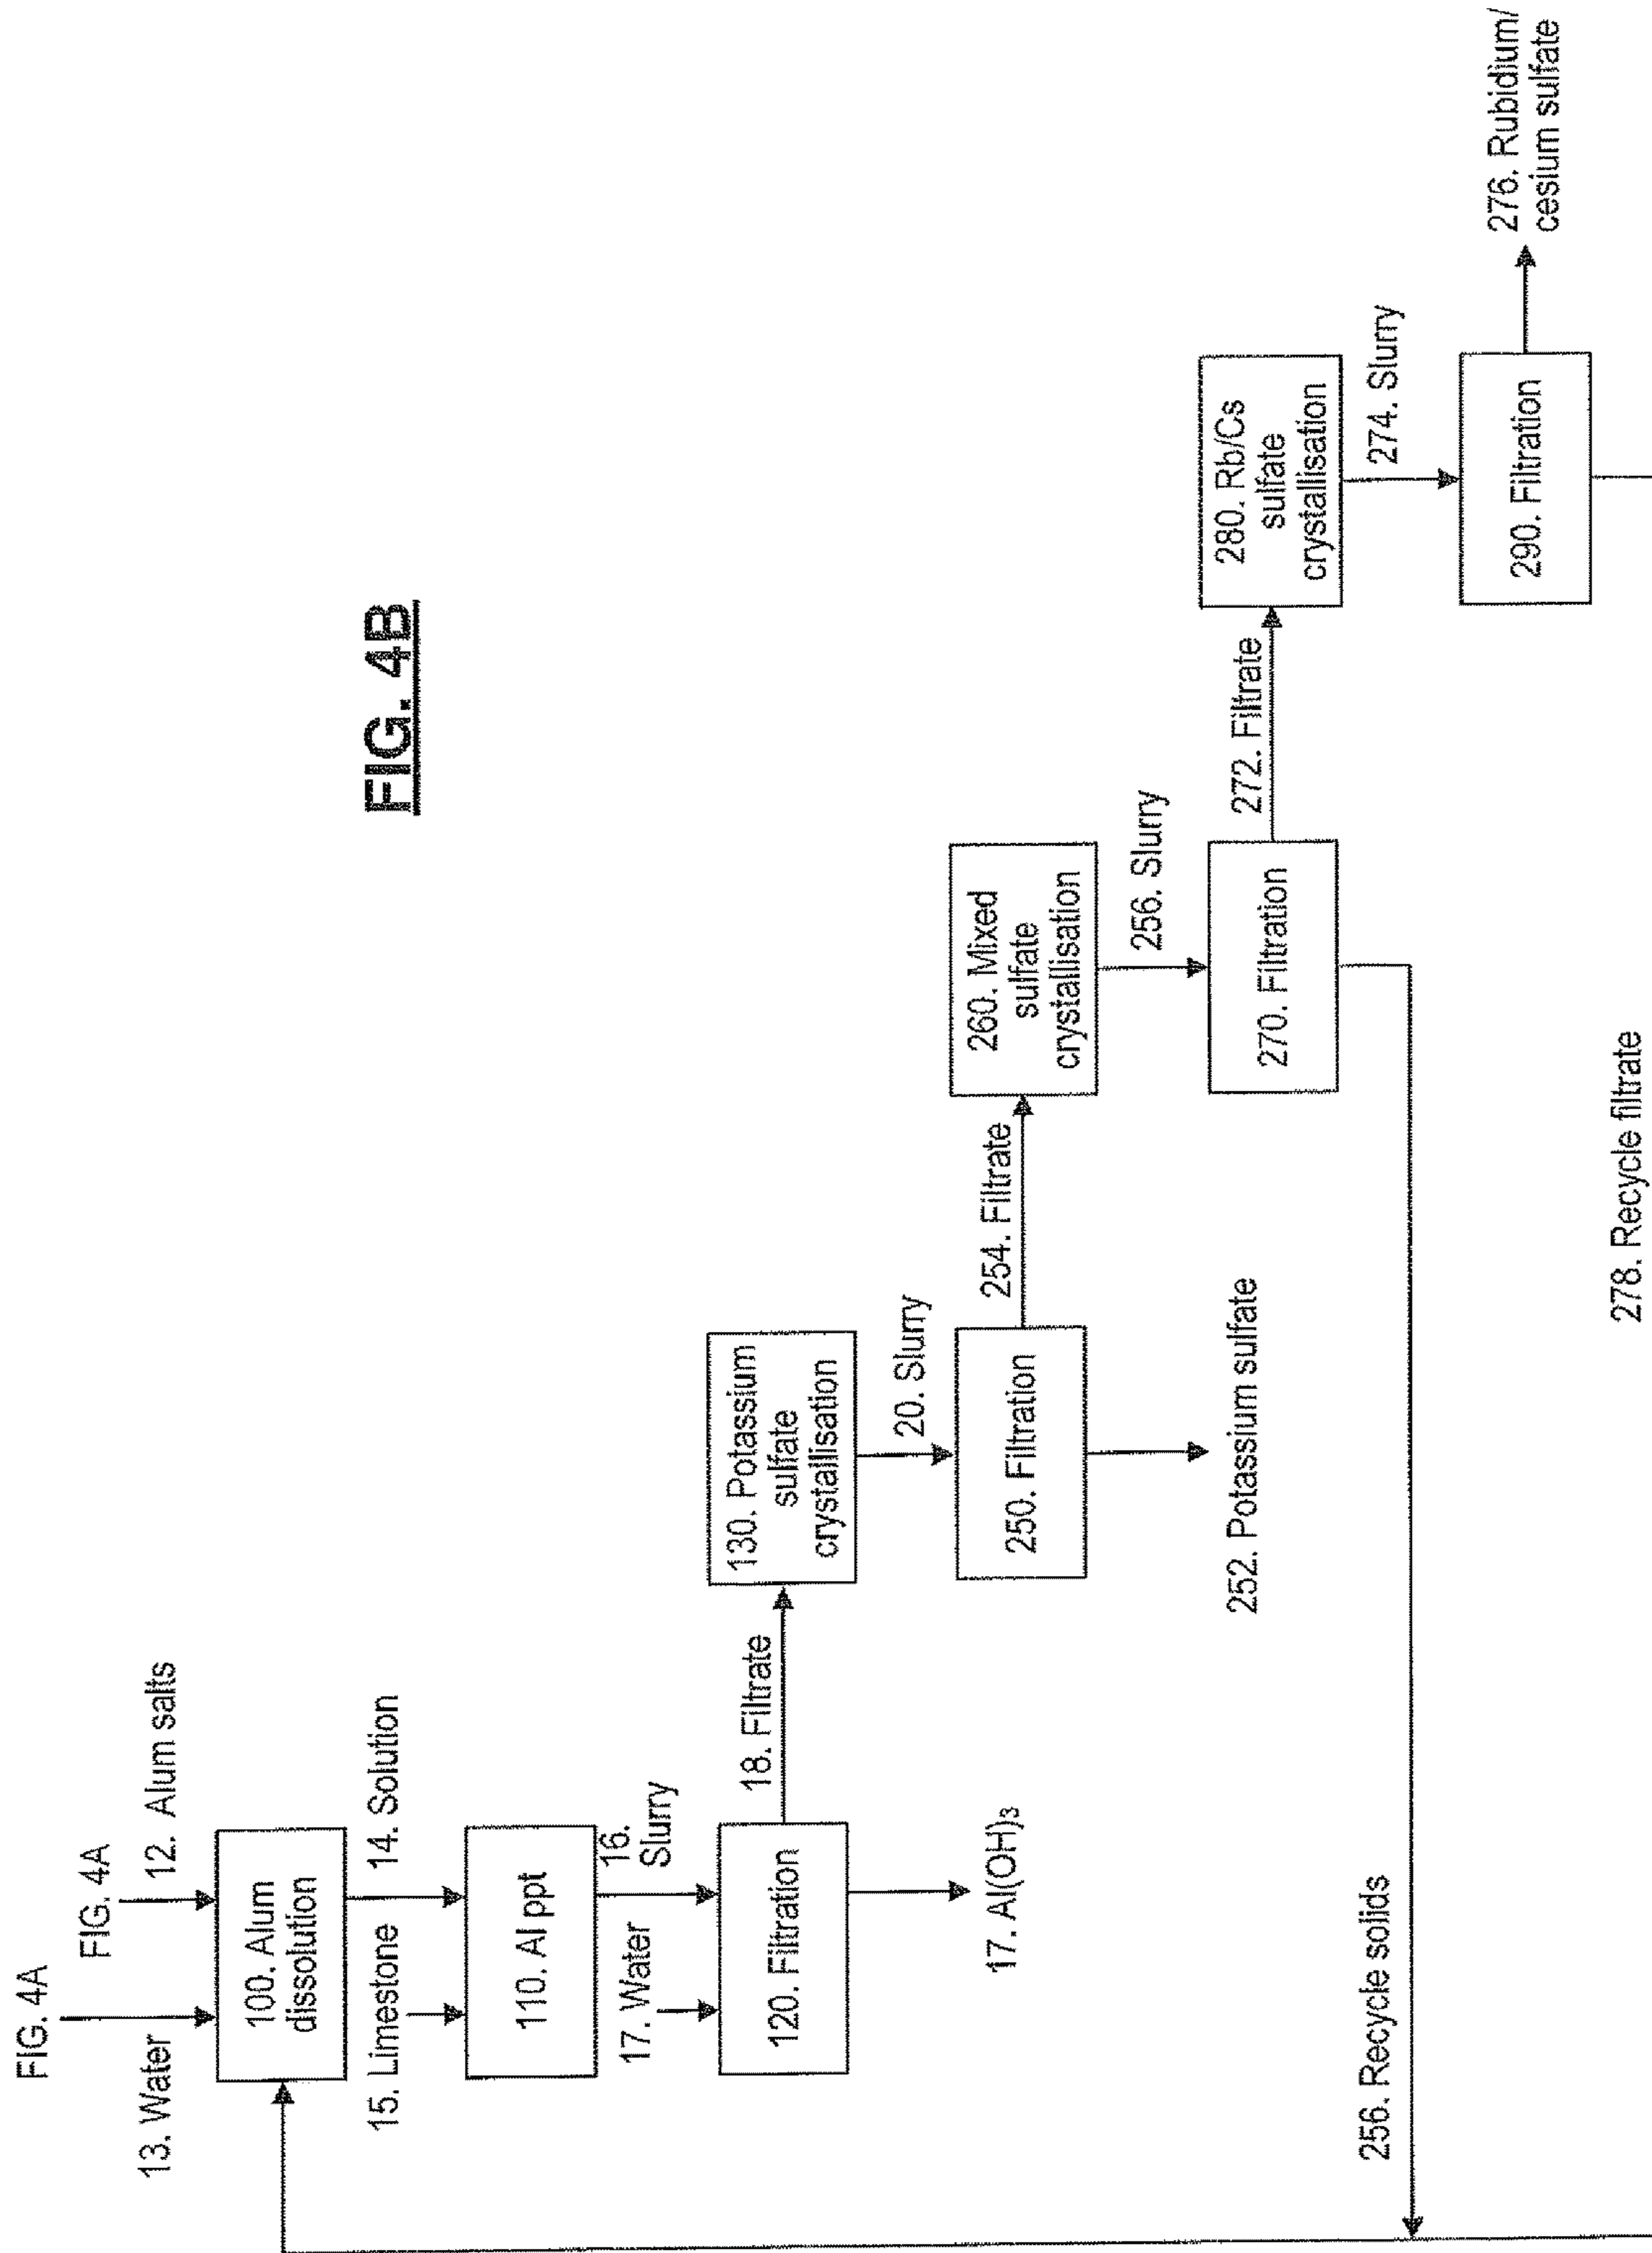 FIG. 4B
FIG. 4A
FIG. 4A
13. Water
12. Alum salts
100. Alum
dissolution
14. Solution
15. Limestone
110. Al ppt
16.
Slurry
17. Water
120. Filtration
17. Al(OH)₃
18. Filtrate
130. Potassium
sulfate
crystallisation
20. Slurry
250. Filtration
252. Potassium sulfate
254. Filtrate
260. Mixed
sulfate
crystallisation
256. Slurry
270. Filtration
256. Recycle solids
272. Filtrate
280. Rb/Cs
sulfate
crystallisation
274. Slurry
290. Filtration
276. Rubidium/
cesium sulfate
278. Recycle filtrate